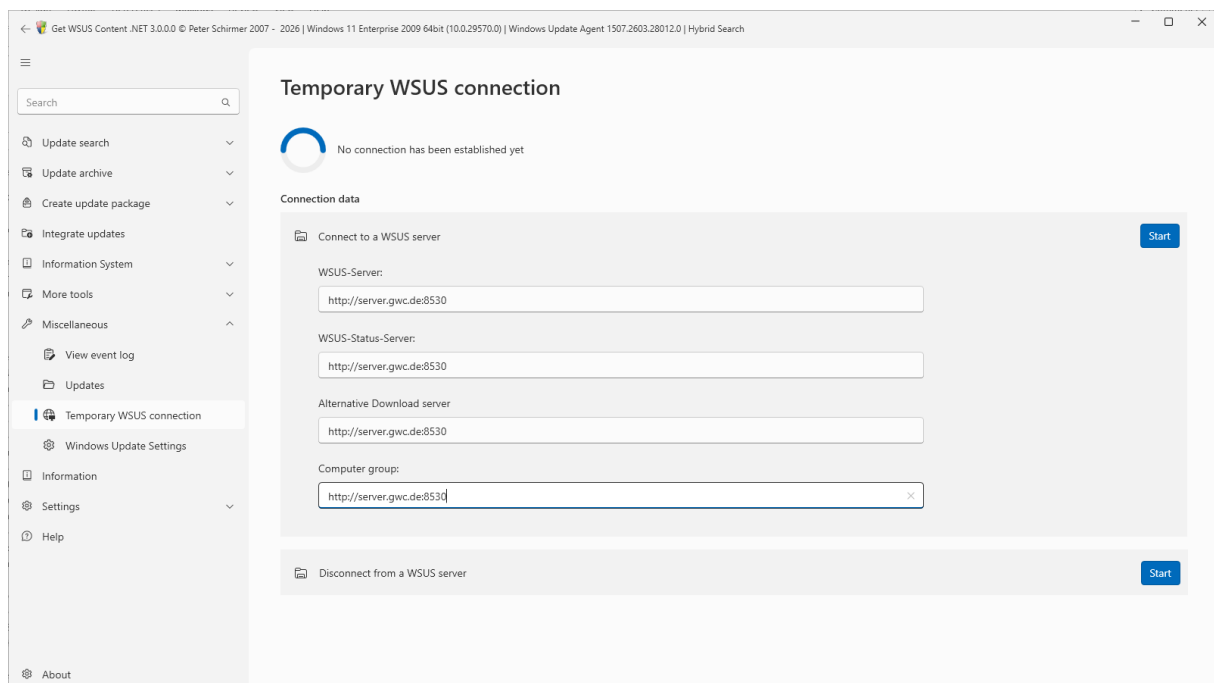 Get WSUS Content .NET 3.0.0.0 © Peter Schirmer 2007 - 2026 | Windows 11 Enterprise 2009 64bit (10.0.29570.0) | Windows Update Agent 1507.2603.28012.0 | Hybrid Search
Search
Update search
Update archive
Create update package
Integrate updates
Information System
More tools
Miscellaneous
View event log
Updates
Temporary WSUS connection
Windows Update Settings
Information
Settings
Help
About
Temporary WSUS connection
No connection has been established yet
Connection data
Connect to a WSUS server
Start
WSUS-Server:
http://server.gwc.de:8530
WSUS-Status-Server:
http://server.gwc.de:8530
Alternative Download server
http://server.gwc.de:8530
Computer group:
http://server.gwc.de:8530
Disconnect from a WSUS server
Start